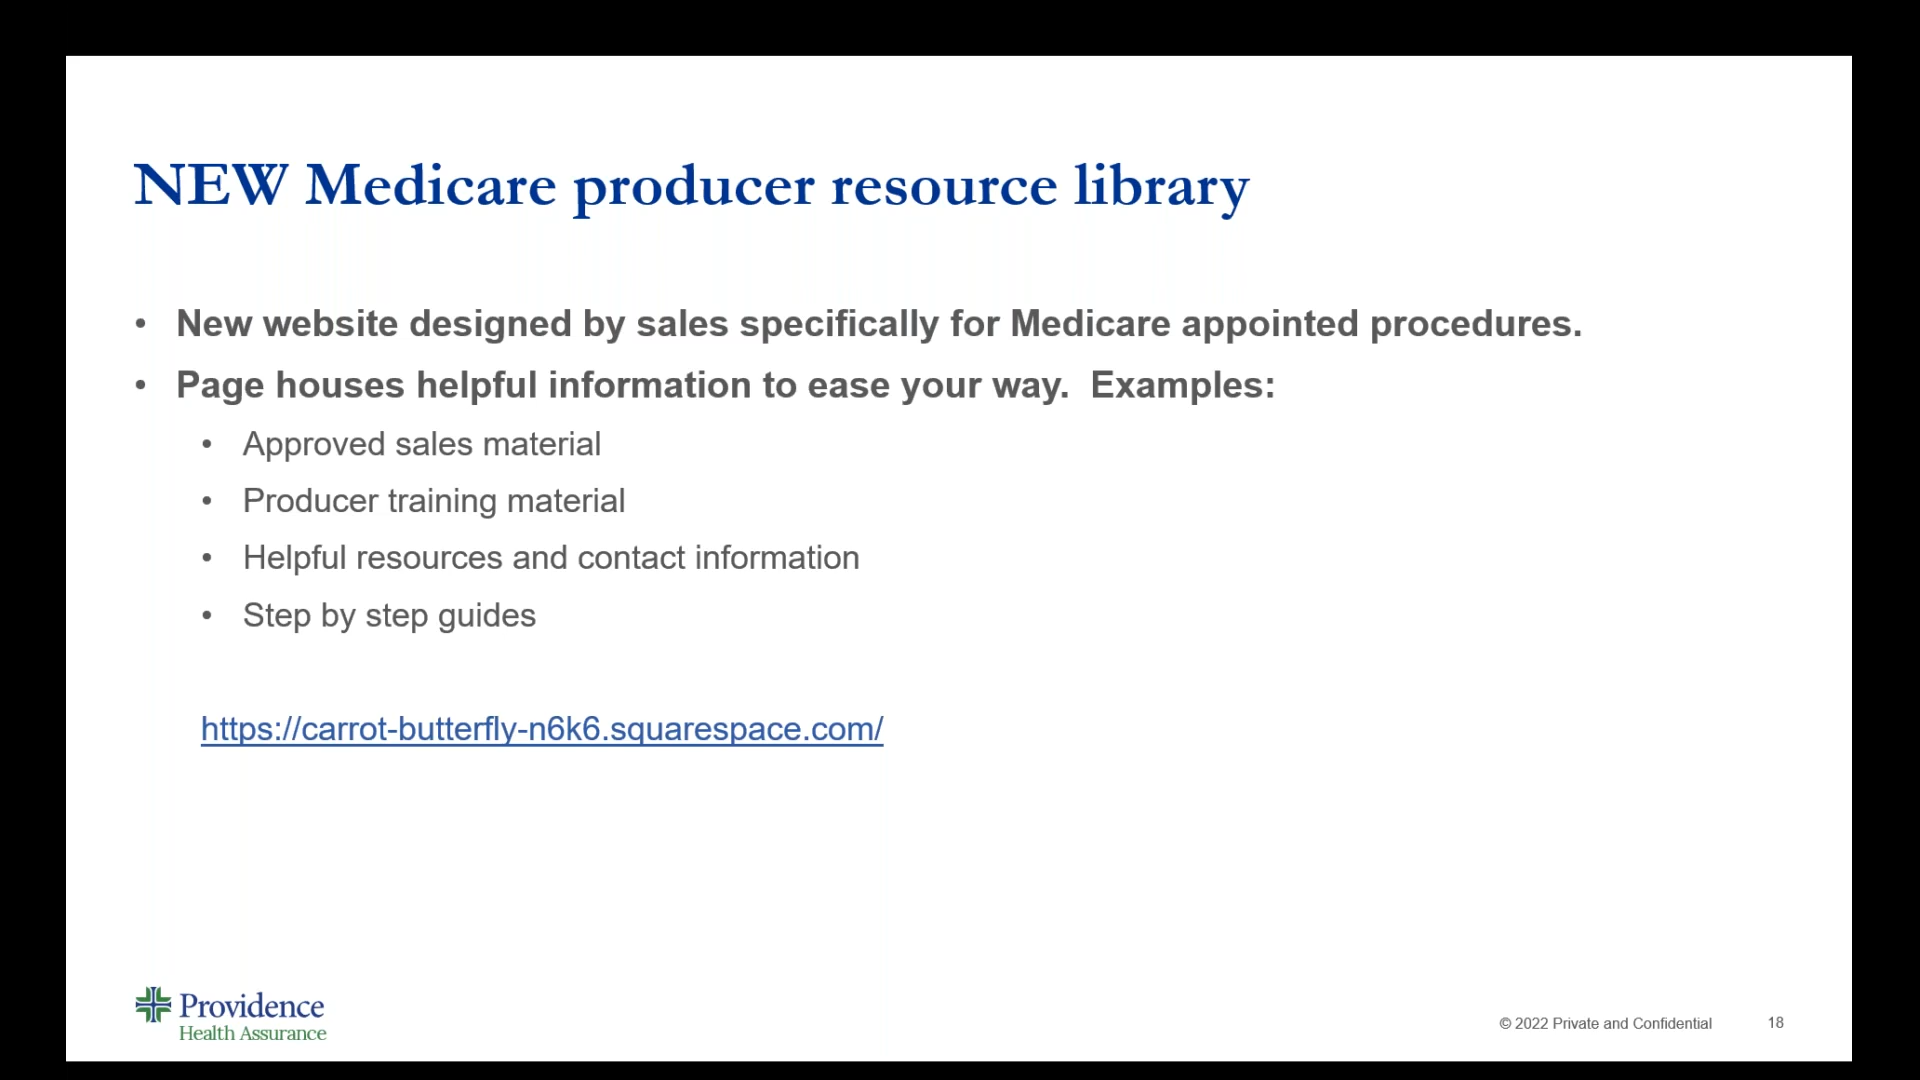 NEW Medicare producer resource library
• New website designed by sales specifically for Medicare appointed procedures.
• Page houses helpful information to ease your way.  Examples:
• Approved sales material
• Producer training material
• Helpful resources and contact information
• Step by step guides
https://carrot-butterfly-n6k6.squarespace.com/
Providence
Health Assurance
© 2022 Private and Confidential 18